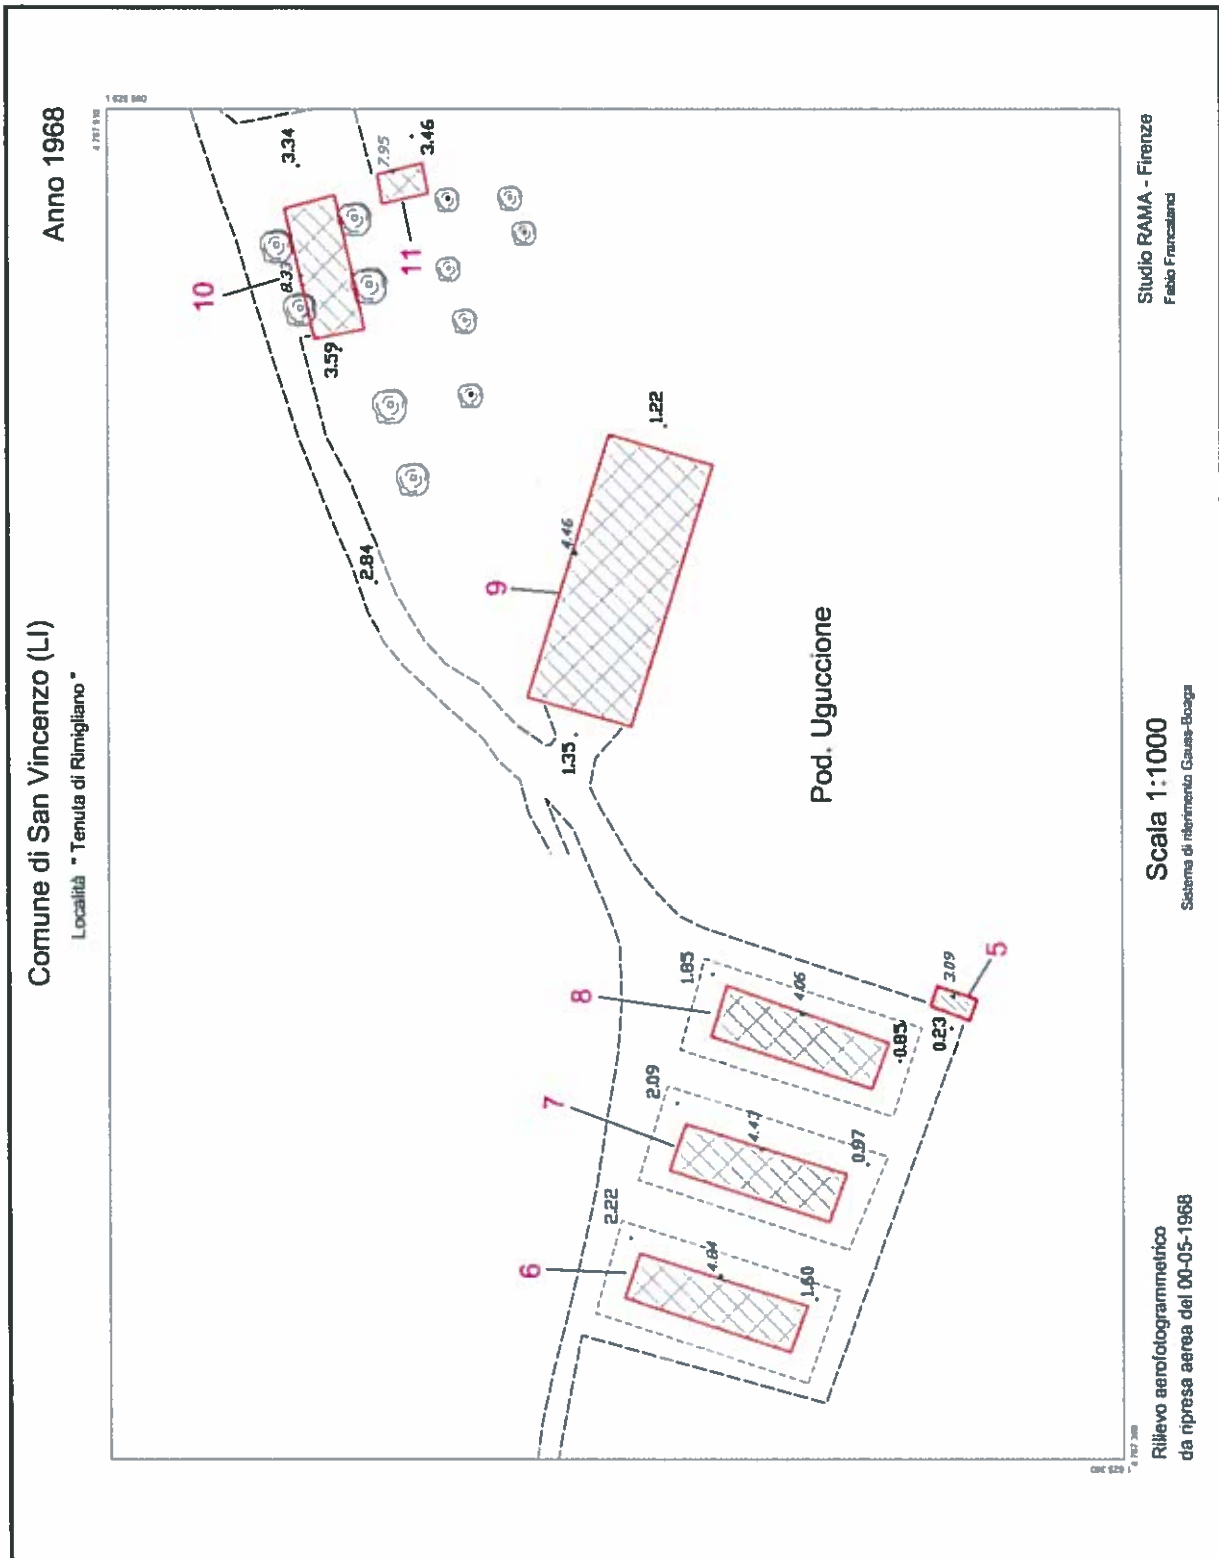 Comune di San Vincenzo (LI)
Località " Tenuta di Rimigliano "
Anno 1968
10
8.33
3.34
7.95
3.46
11
3.59
2.84
9
4.46
1.22
1.35
Pod. Uguccione
8
1.85
4.06
0.85
3.09
0.23
5
7
2.09
4.43
0.97
6
2.22
4.84
1.60
Rilievo aerofotogrammetrico
da ripresa aerea del 00-05-1968
Scala 1:1000
Sistema di riferimento Gauss-Boaga
Studio RAMA - Firenze
Fabio Francalanci